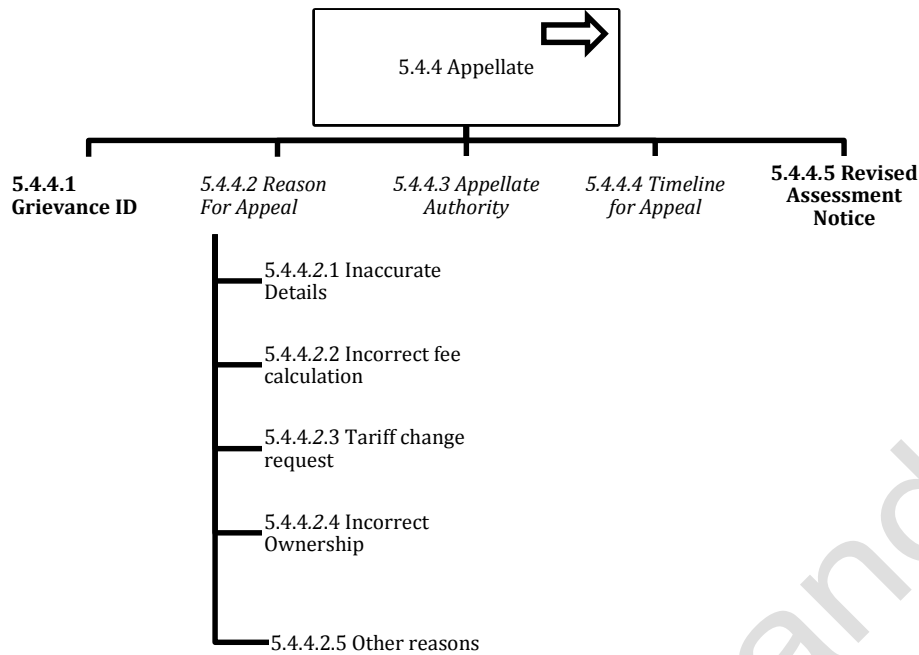 5.4.4 Appellate
5.4.4.1
Grievance ID
5.4.4.2 Reason
For Appeal
5.4.4.3 Appellate
Authority
5.4.4.4 Timeline
for Appeal
5.4.4.5 Revised
Assessment
Notice
5.4.4.2.1 Inaccurate
Details
5.4.4.2.2 Incorrect fee
calculation
5.4.4.2.3 Tariff change
request
5.4.4.2.4 Incorrect
Ownership
5.4.4.2.5 Other reasons
and